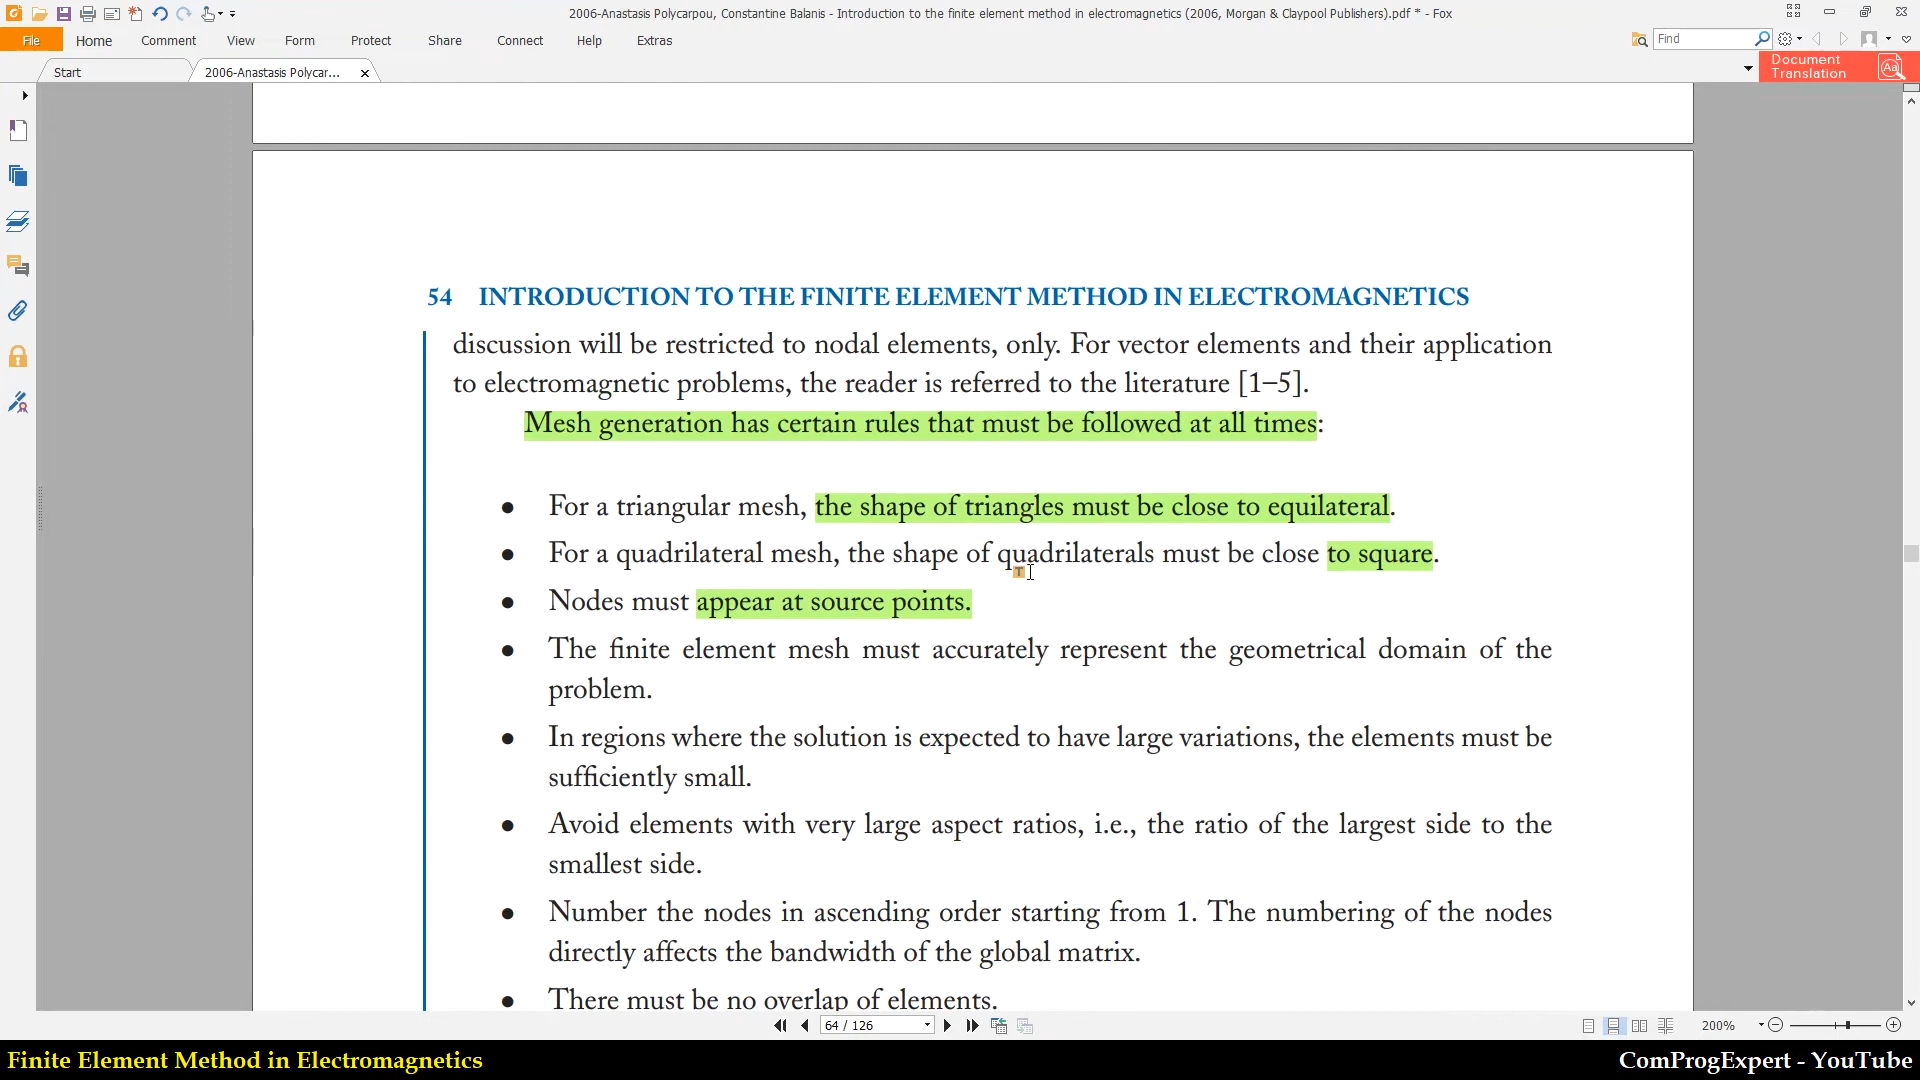 2006-Anastasis Polycarpou, Constantine Balanis - Introduction to the finite element method in electromagnetics (2006, Morgan & Claypool Publishers).pdf * - Fox
File Home Comment View Form Protect Share Connect Help Extras
Find
Start 2006-Anastasis Polycar...
Document
Translation
Aa
54 INTRODUCTION TO THE FINITE ELEMENT METHOD IN ELECTROMAGNETICS
discussion will be restricted to nodal elements, only. For vector elements and their application
to electromagnetic problems, the reader is referred to the literature [1–5].
Mesh generation has certain rules that must be followed at all times:
● For a triangular mesh, the shape of triangles must be close to equilateral.
● For a quadrilateral mesh, the shape of quadrilaterals must be close to square.
● Nodes must appear at source points.
● The finite element mesh must accurately represent the geometrical domain of the
problem.
● In regions where the solution is expected to have large variations, the elements must be
sufficiently small.
● Avoid elements with very large aspect ratios, i.e., the ratio of the largest side to the
smallest side.
● Number the nodes in ascending order starting from 1. The numbering of the nodes
directly affects the bandwidth of the global matrix.
● There must be no overlap of elements.
64 / 126
200%
Finite Element Method in Electromagnetics
ComProgExpert - YouTube